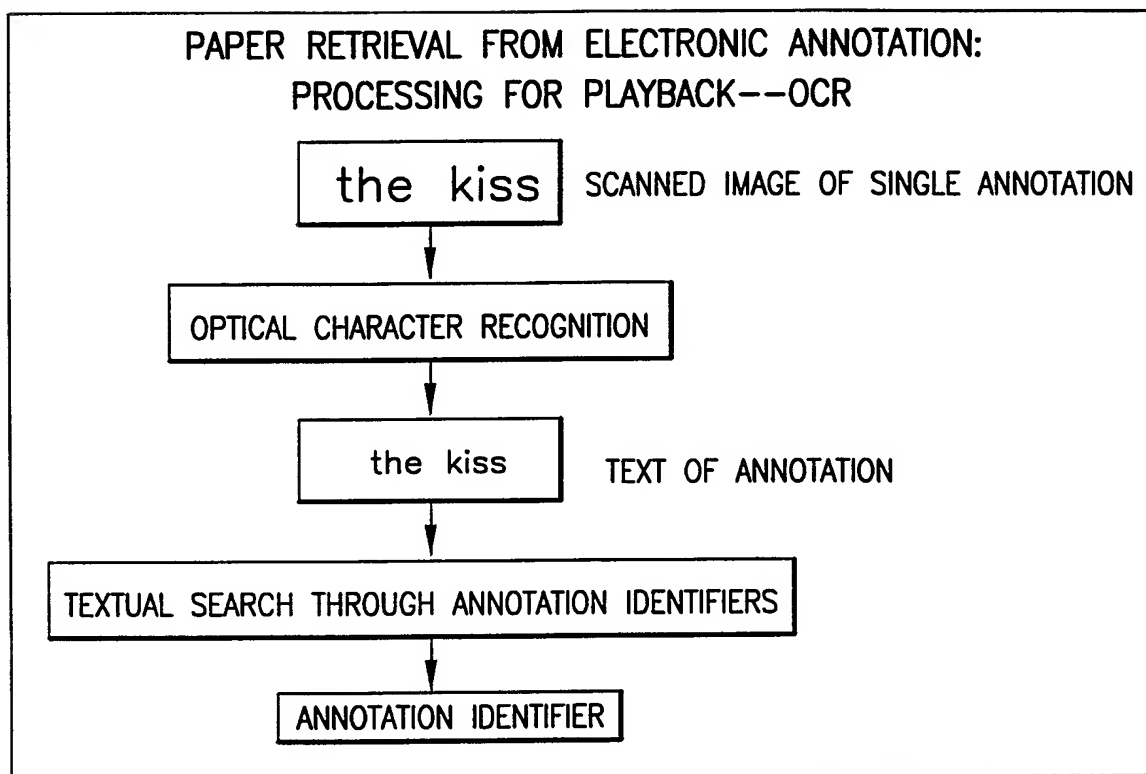 PAPER RETRIEVAL FROM ELECTRONIC ANNOTATION:
PROCESSING FOR PLAYBACK--OCR
the kiss SCANNED IMAGE OF SINGLE ANNOTATION
OPTICAL CHARACTER RECOGNITION
the kiss TEXT OF ANNOTATION
TEXTUAL SEARCH THROUGH ANNOTATION IDENTIFIERS
ANNOTATION IDENTIFIER